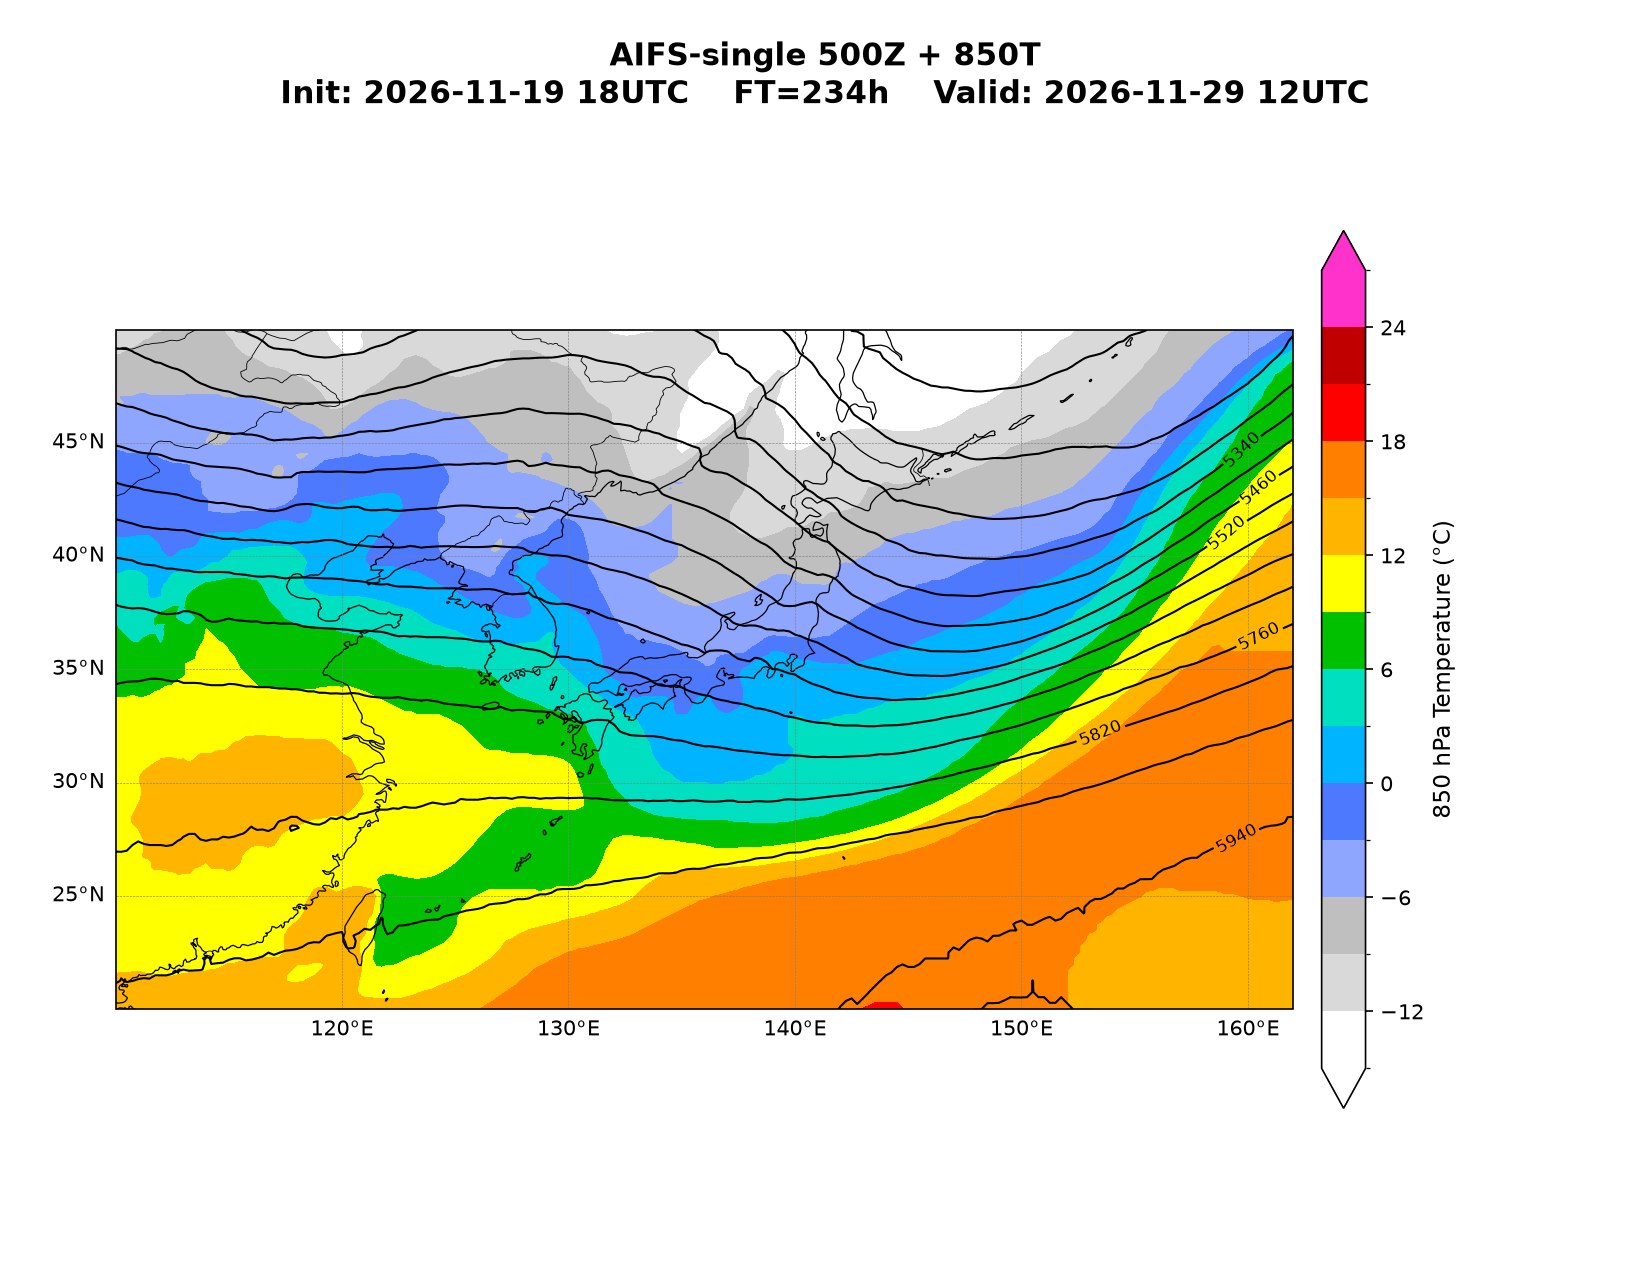 AIFS-single 500Z + 850T
Init: 2026-11-19 18UTC    FT=234h    Valid: 2026-11-29 12UTC
45°N
40°N
35°N
30°N
25°N
120°E
130°E
140°E
150°E
160°E
5340
5460
5520
5760
5820
5940
24
18
12
6
0
−6
−12
850 hPa Temperature (°C)